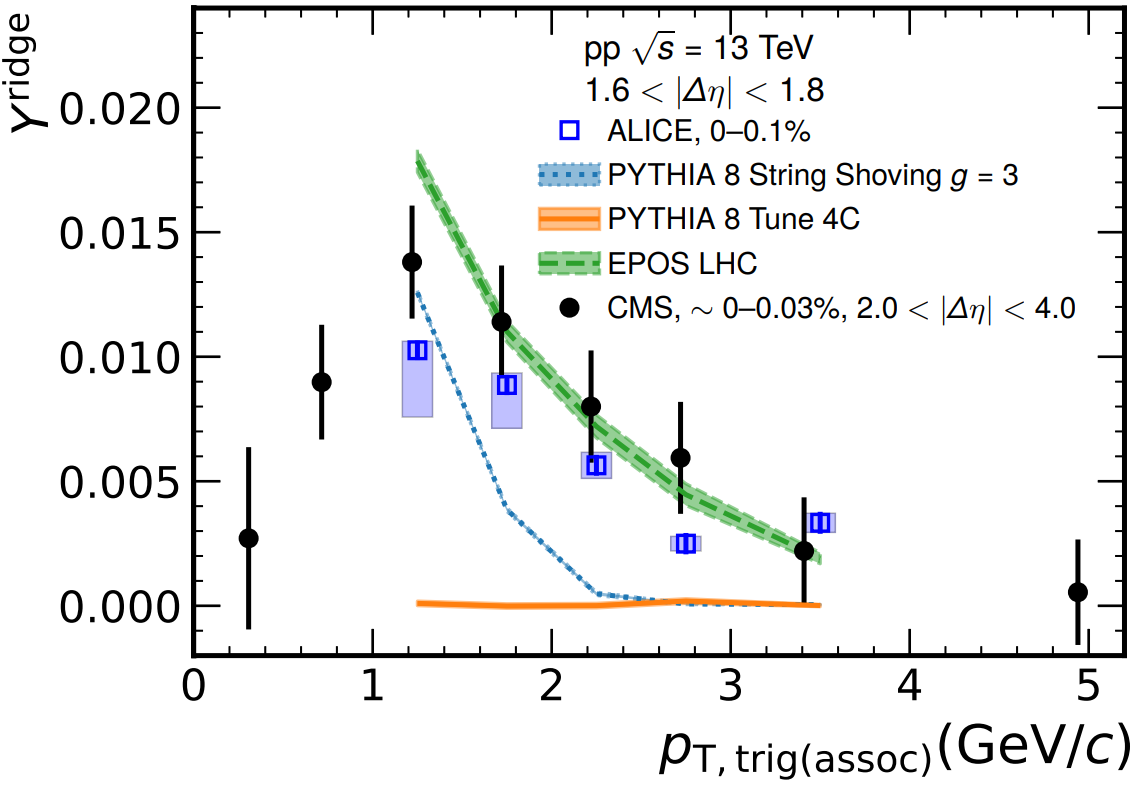 Y^ridge
0.020
0.015
0.010
0.005
0.000
pp √s = 13 TeV
1.6 < |Δη| < 1.8
ALICE, 0–0.1%
PYTHIA 8 String Shoving g = 3
PYTHIA 8 Tune 4C
EPOS LHC
CMS, ∼ 0–0.03%, 2.0 < |Δη| < 4.0
0 1 2 3 4 5
p_T, trig(assoc) (GeV/c)